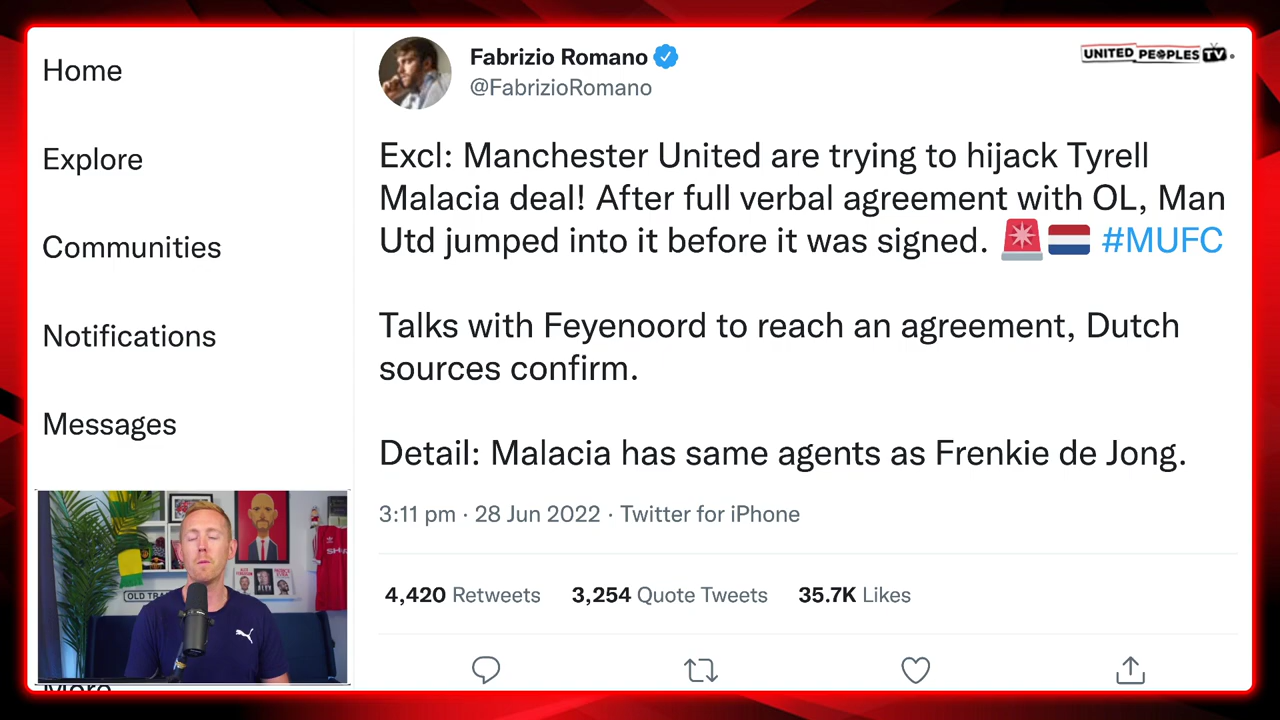 Home
Explore
Communities
Notifications
Messages
More
Fabrizio Romano
@FabrizioRomano
UNITED PEOPLES TV
Excl: Manchester United are trying to hijack Tyrell
Malacia deal! After full verbal agreement with OL, Man
Utd jumped into it before it was signed. 🚨🇳🇱 #MUFC
Talks with Feyenoord to reach an agreement, Dutch
sources confirm.
Detail: Malacia has same agents as Frenkie de Jong.
3:11 pm · 28 Jun 2022 · Twitter for iPhone
4,420 Retweets 3,254 Quote Tweets 35.7K Likes
OLD TRA